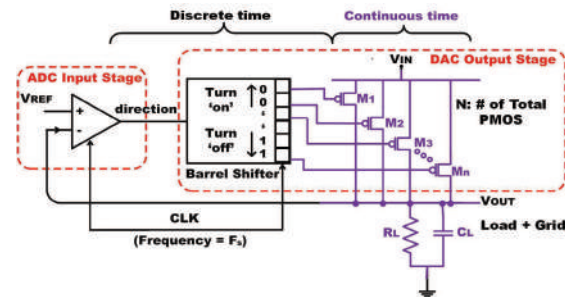 Discrete time
Continuous time
ADC Input Stage
VIN
DAC Output Stage
VREF
+
-
direction
Turn 'on'
Turn 'off'
0
0
'
'
1
1
Barrel Shifter
M1
M2
M3
Mn
N: # of Total PMOS
CLK
(Frequency = Fs)
VOUT
RL
CL
Load + Grid